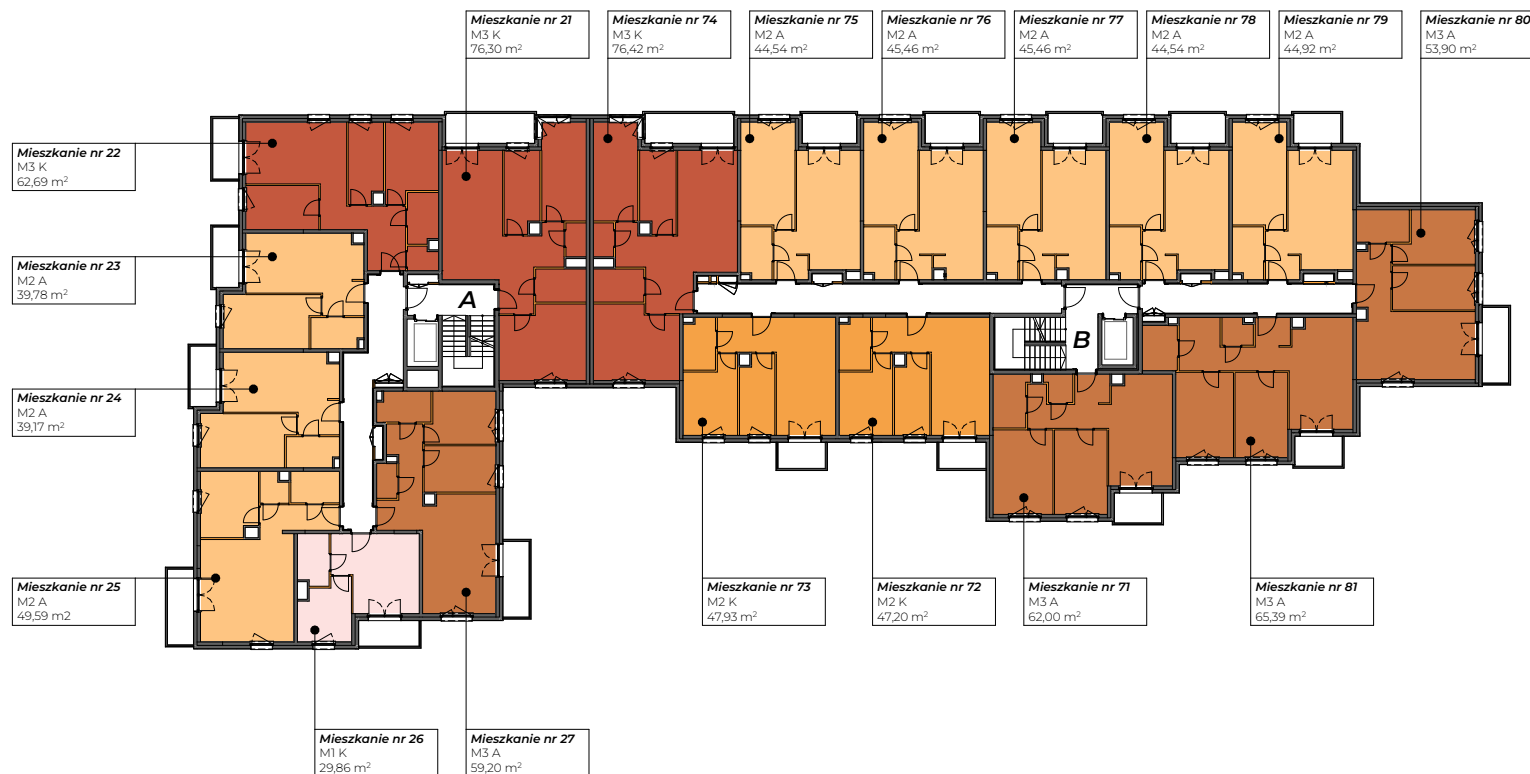 Mieszkanie nr 21
M3 K
76,30 m²
Mieszkanie nr 74
M3 K
76,42 m²
Mieszkanie nr 75
M2 A
44,54 m²
Mieszkanie nr 76
M2 A
45,46 m²
Mieszkanie nr 77
M2 A
45,46 m²
Mieszkanie nr 78
M2 A
44,54 m²
Mieszkanie nr 79
M2 A
44,92 m²
Mieszkanie nr 80
M3 A
53,90 m²
Mieszkanie nr 22
M3 K
62,69 m²
Mieszkanie nr 23
M2 A
39,78 m²
A
B
Mieszkanie nr 24
M2 A
39,17 m²
Mieszkanie nr 25
M2 A
49,59 m2
Mieszkanie nr 73
M2 K
47,93 m²
Mieszkanie nr 72
M2 K
47,20 m²
Mieszkanie nr 71
M3 A
62,00 m²
Mieszkanie nr 81
M3 A
65,39 m²
Mieszkanie nr 26
M1 K
29,86 m²
Mieszkanie nr 27
M3 A
59,20 m²